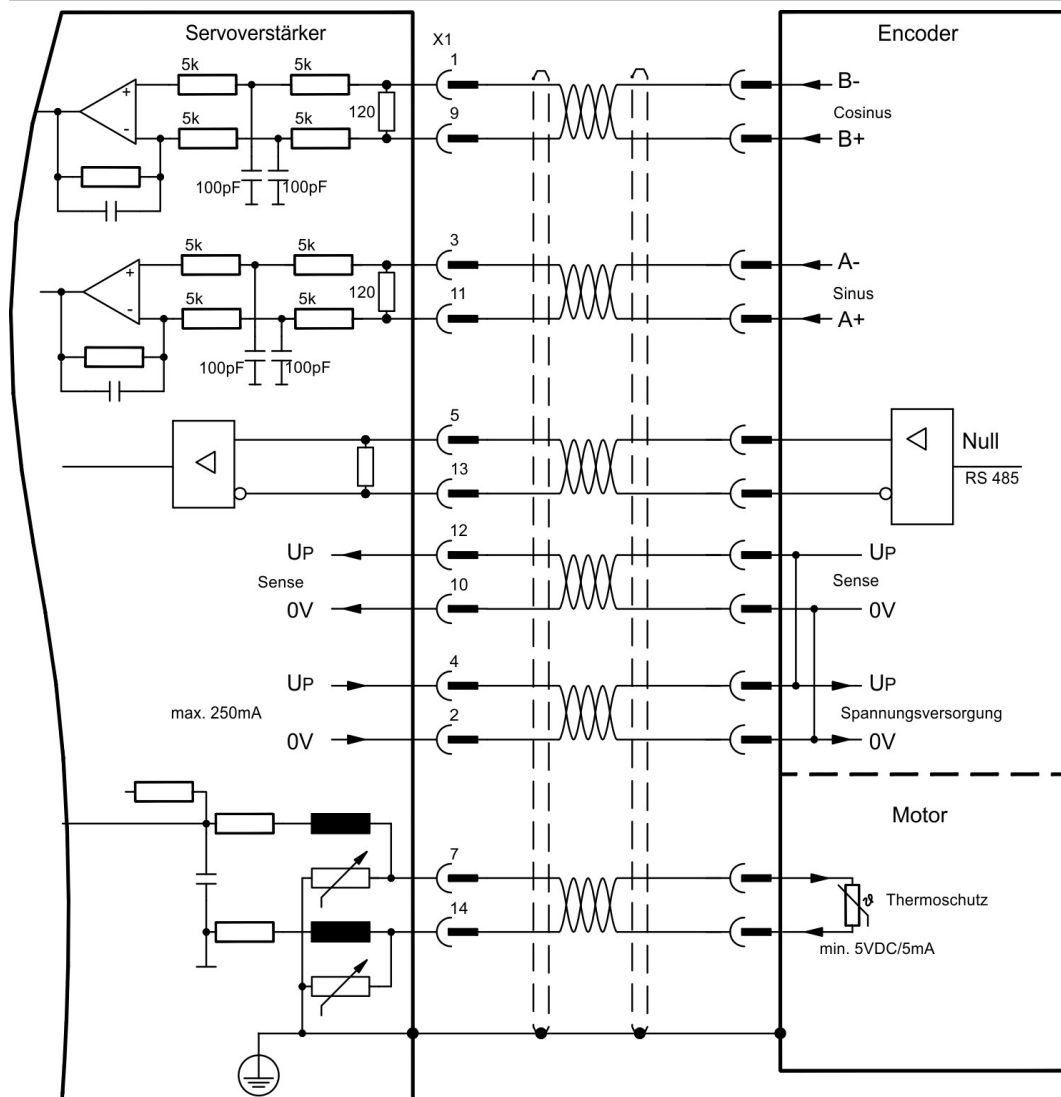 Servoverstärker
X1
Encoder
5k
5k
1
B-
120
Cosinus
5k
5k
9
B+
100pF
100pF
+
-
5k
5k
3
A-
120
Sinus
5k
5k
11
A+
100pF
100pF
+
-
5
Null
13
RS 485
UP
12
UP
Sense
Sense
0V
10
0V
UP
4
UP
max. 250mA
Spannungsversorgung
0V
2
0V
Motor
7
Thermoschutz
ϑ
14
min. 5VDC/5mA